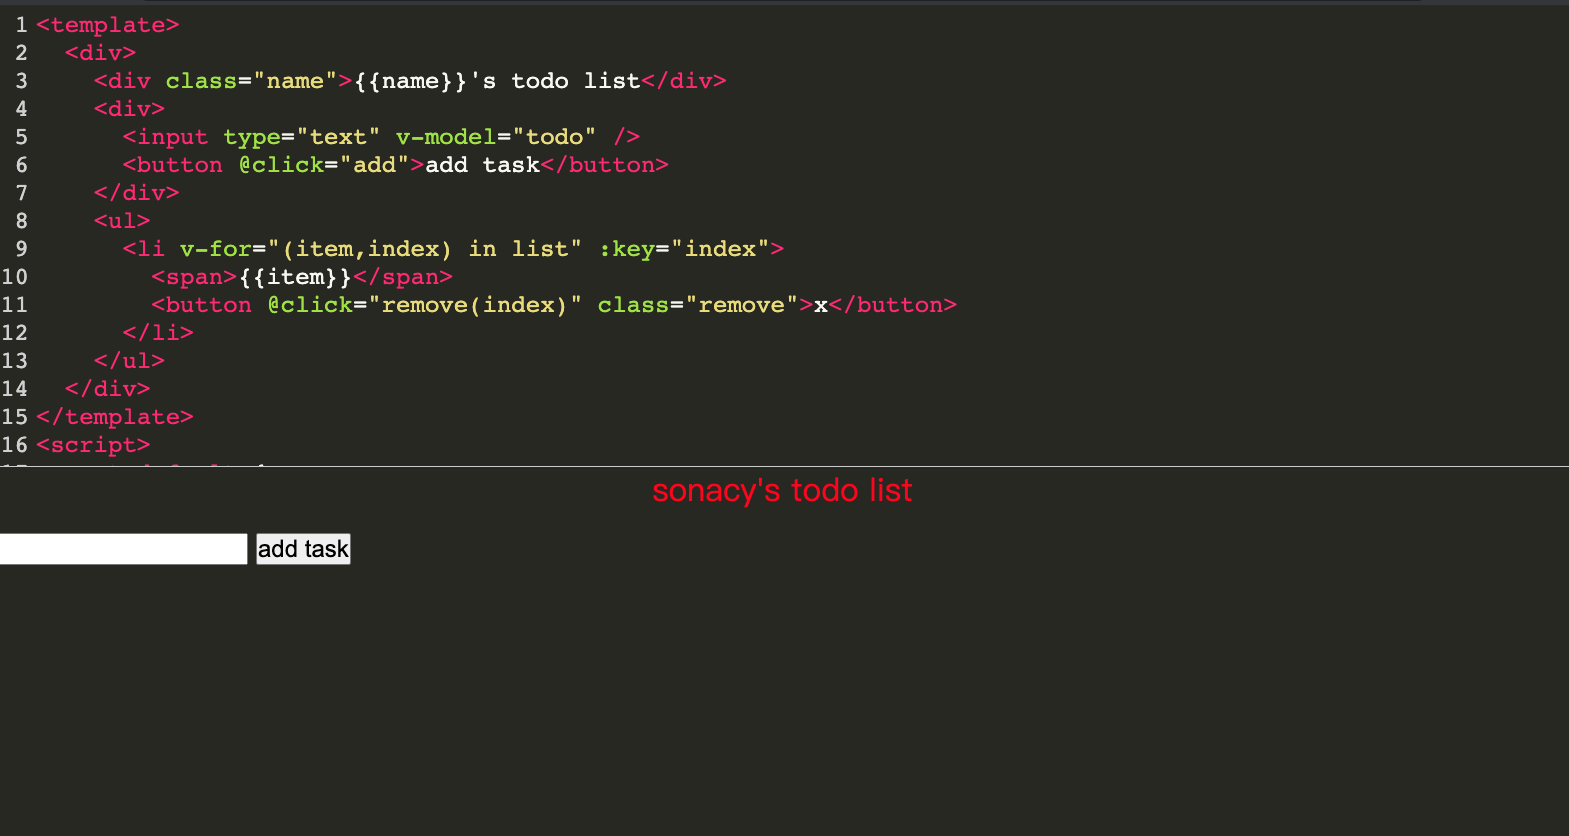 1 <template>
2   <div>
3     <div class="name">{{name}}'s todo list</div>
4     <div>
5       <input type="text" v-model="todo" />
6       <button @click="add">add task</button>
7     </div>
8     <ul>
9       <li v-for="(item,index) in list" :key="index">
10         <span>{{item}}</span>
11         <button @click="remove(index)" class="remove">x</button>
12       </li>
13     </ul>
14   </div>
15 </template>
16 <script>
sonacy's todo list
add task